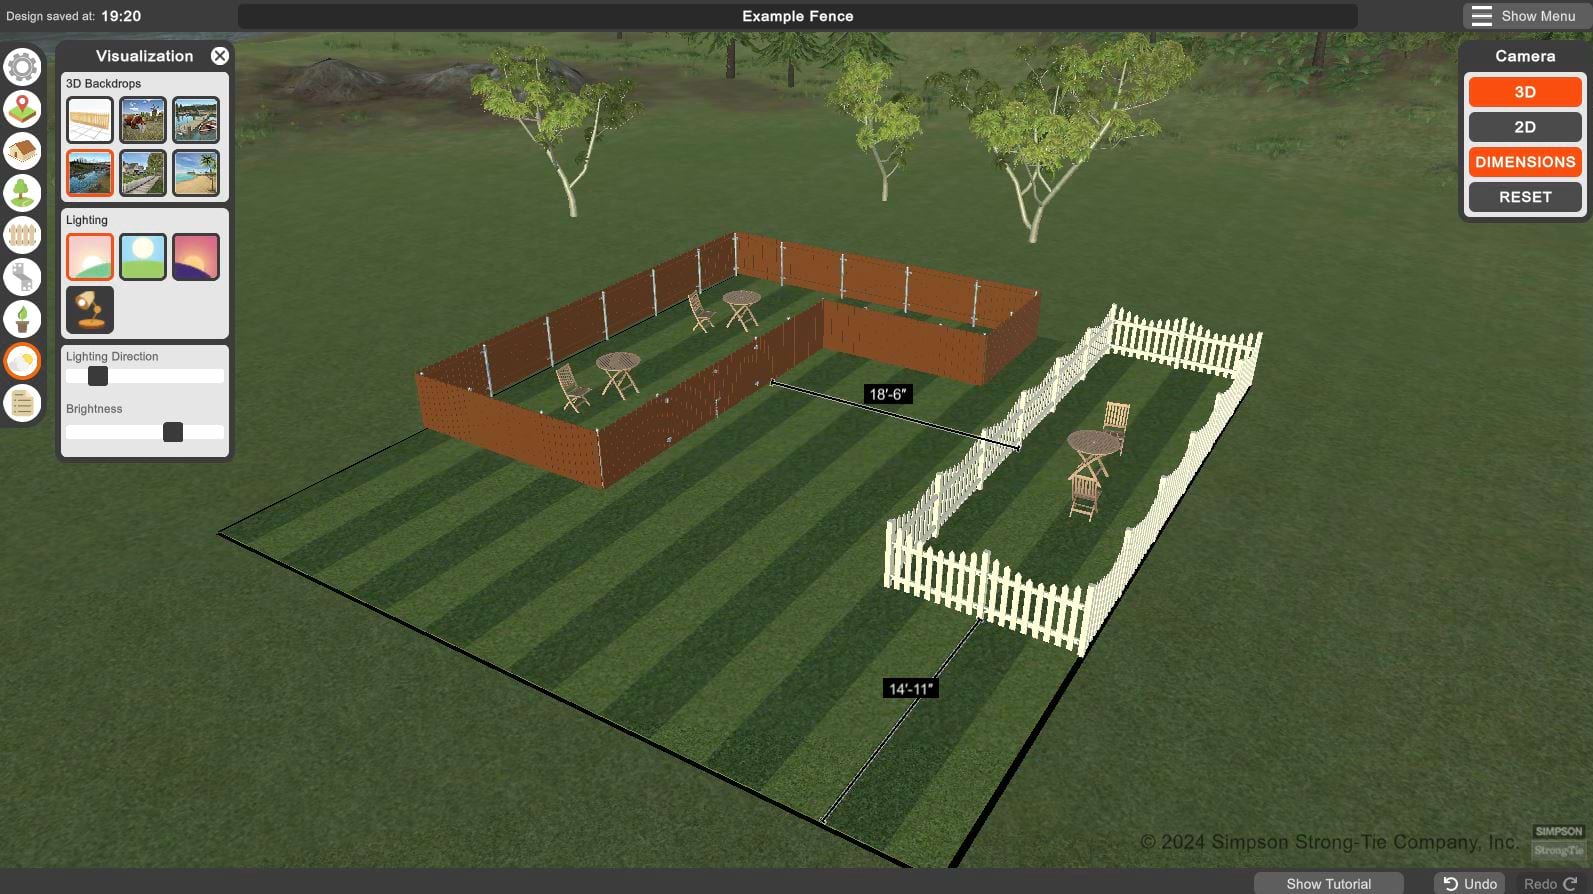 Design saved at: 19:20
Example Fence
Show Menu
Visualization
3D Backdrops
Lighting
Lighting Direction
Brightness
Camera
3D
2D
DIMENSIONS
RESET
18'-6"
14'-11"
© 2024 Simpson Strong-Tie Company, Inc.
SIMPSON
Strong-Tie
Show Tutorial
Undo
Redo